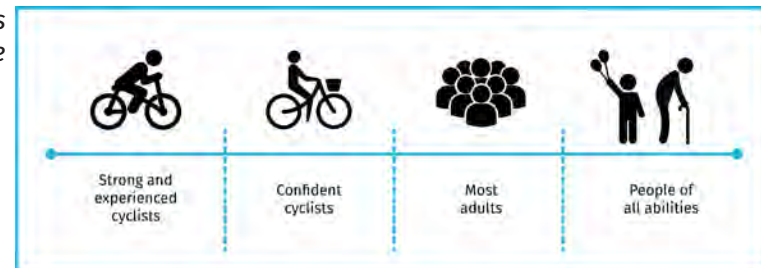 s
e
Strong and
experienced
cyclists
Confident
cyclists
Most
adults
People of
all abilities